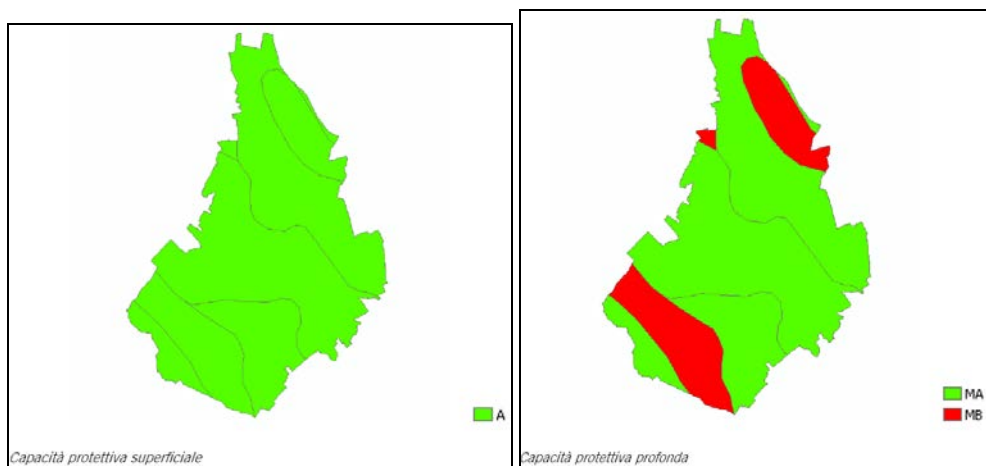 A
Capacità protettiva superficiale
MA
MB
Capacità protettiva profonda